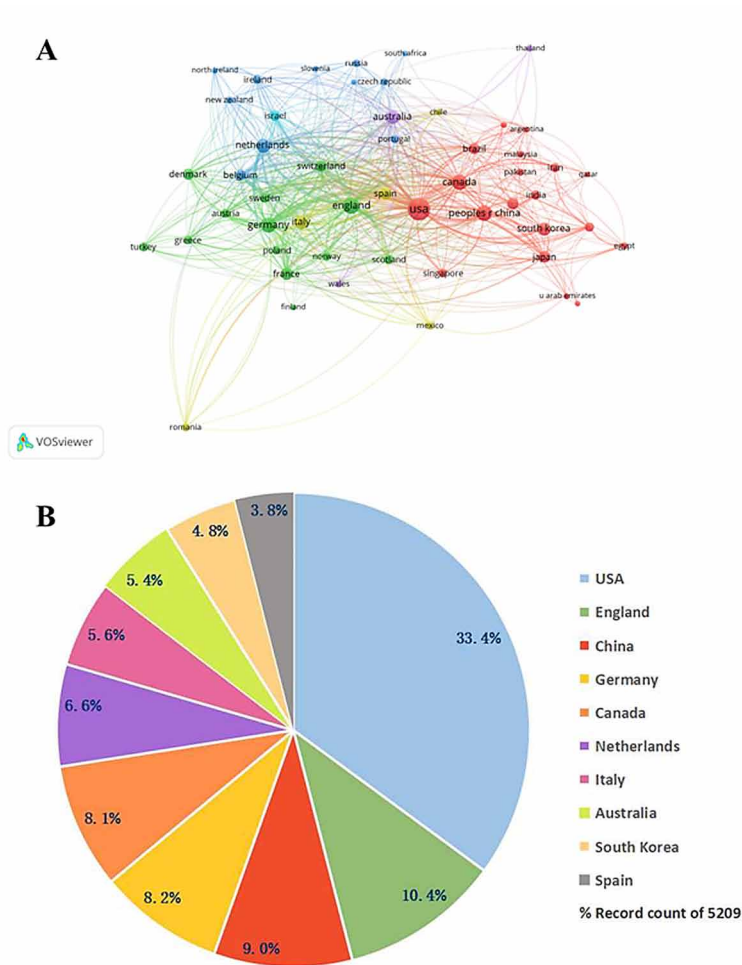 A
thailand
south africa
russia
slovenia
north ireland
ireland
czech republic
new zealand
chile
israel
australia
argentina
portugal
netherlands
brazil
malaysia
switzerland
iran
denmark
belgium
pakistan
qatar
canada
spain
india
sweden
england
usa
austria
peoples r china
italy
germany
south korea
greece
turkey
egypt
poland
norway
scotland
japan
france
singapore
wales
u arab emirates
finland
mexico
romania
VOSviewer
B
3.8%
4.8%
5.4%
5.6%
6.6%
8.1%
8.2%
9.0%
10.4%
33.4%
USA
England
China
Germany
Canada
Netherlands
Italy
Australia
South Korea
Spain
% Record count of 5209